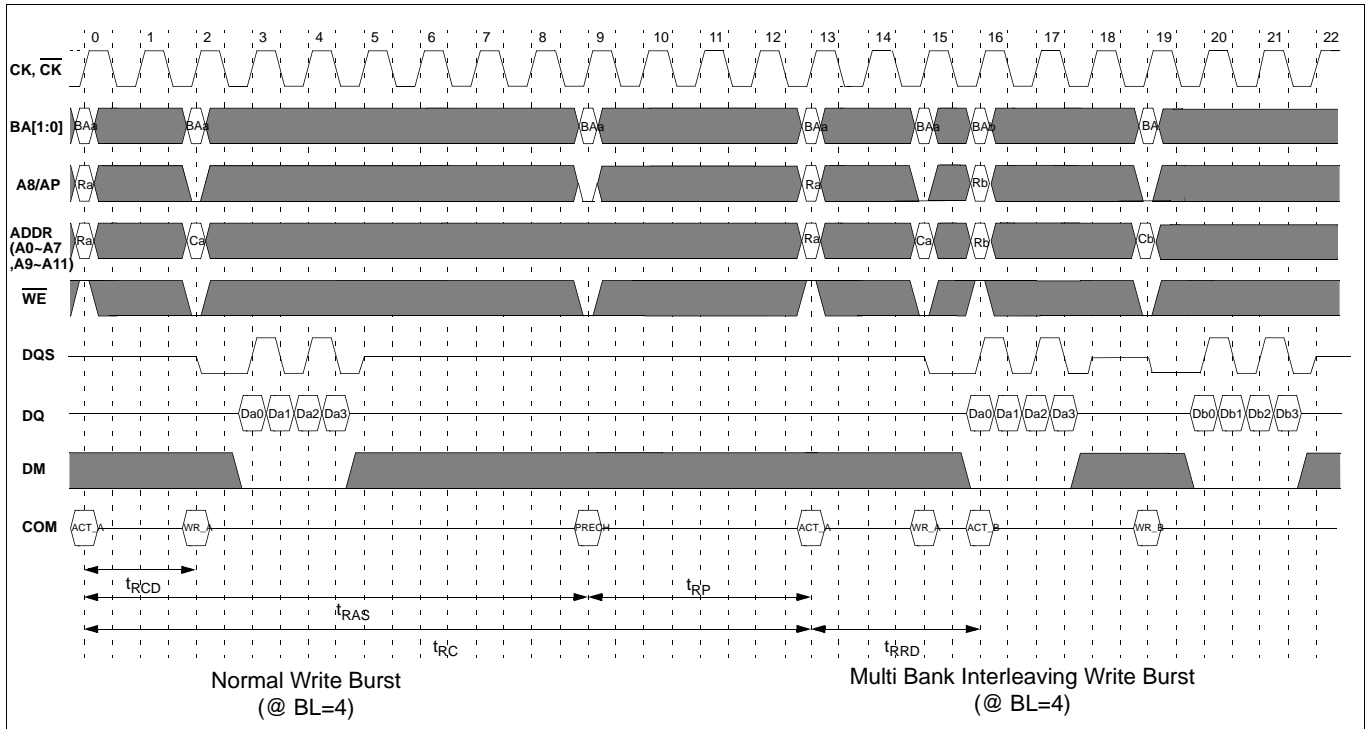 0 1 2 3 4 5 6 7 8 9 10 11 12 13 14 15 16 17 18 19 20 21 22
CK, CK
BA[1:0] BAa BAa BAa BAa BAa BAb BA
A8/AP Ra Ra Rb
ADDR
(A0~A7
,A9~A11)
Ra Ca Ra Ca Rb Cb
WE
DQS
DQ Da0 Da1 Da2 Da3 Da0 Da1 Da2 Da3 Db0 Db1 Db2 Db3
DM
COM ACT_A WR_A PRECH ACT_A WR_A ACT_B WR_B
tRCD
tRAS tRP
tRC tRRD
Normal Write Burst Multi Bank Interleaving Write Burst
(@ BL=4) (@ BL=4)